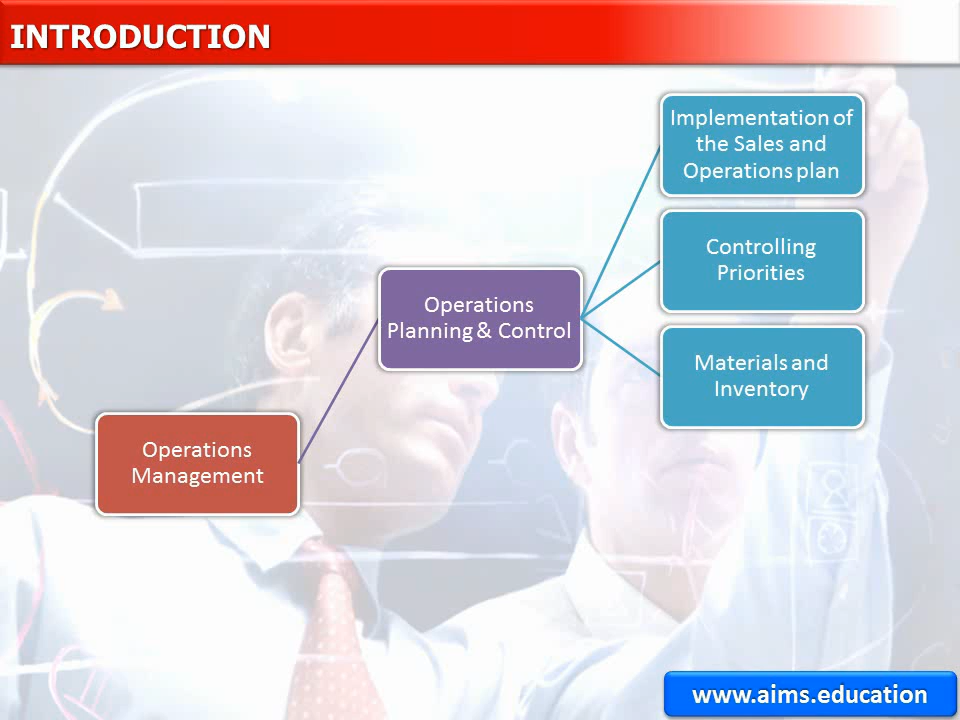 INTRODUCTION
Implementation of
the Sales and
Operations plan
Controlling
Priorities
Operations
Planning & Control
Materials and
Inventory
Operations
Management
www.aims.education